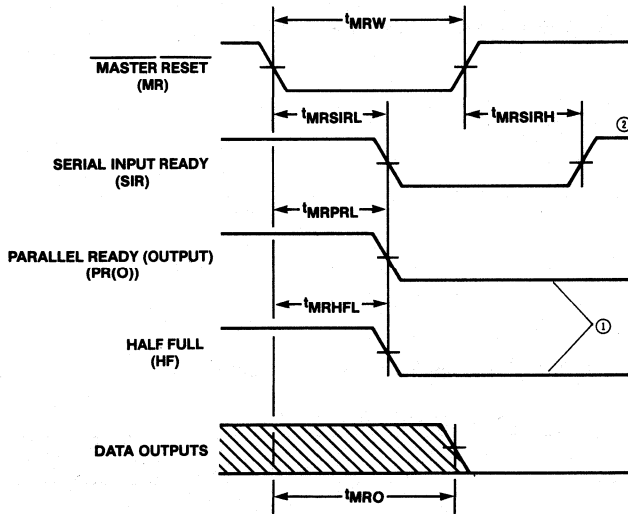 tMRW
MASTER RESET
(MR)
tMRSIRL
tMRSIRH
②
SERIAL INPUT READY
(SIR)
tMRPRL
PARALLEL READY (OUTPUT)
(PR(O))
tMRHFL
①
HALF FULL
(HF)
DATA OUTPUTS
tMRO